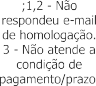 ;1,2 - Não
respondeu e-mail
de homologação.
3 - Não atende a
condição de
pagamento/prazo